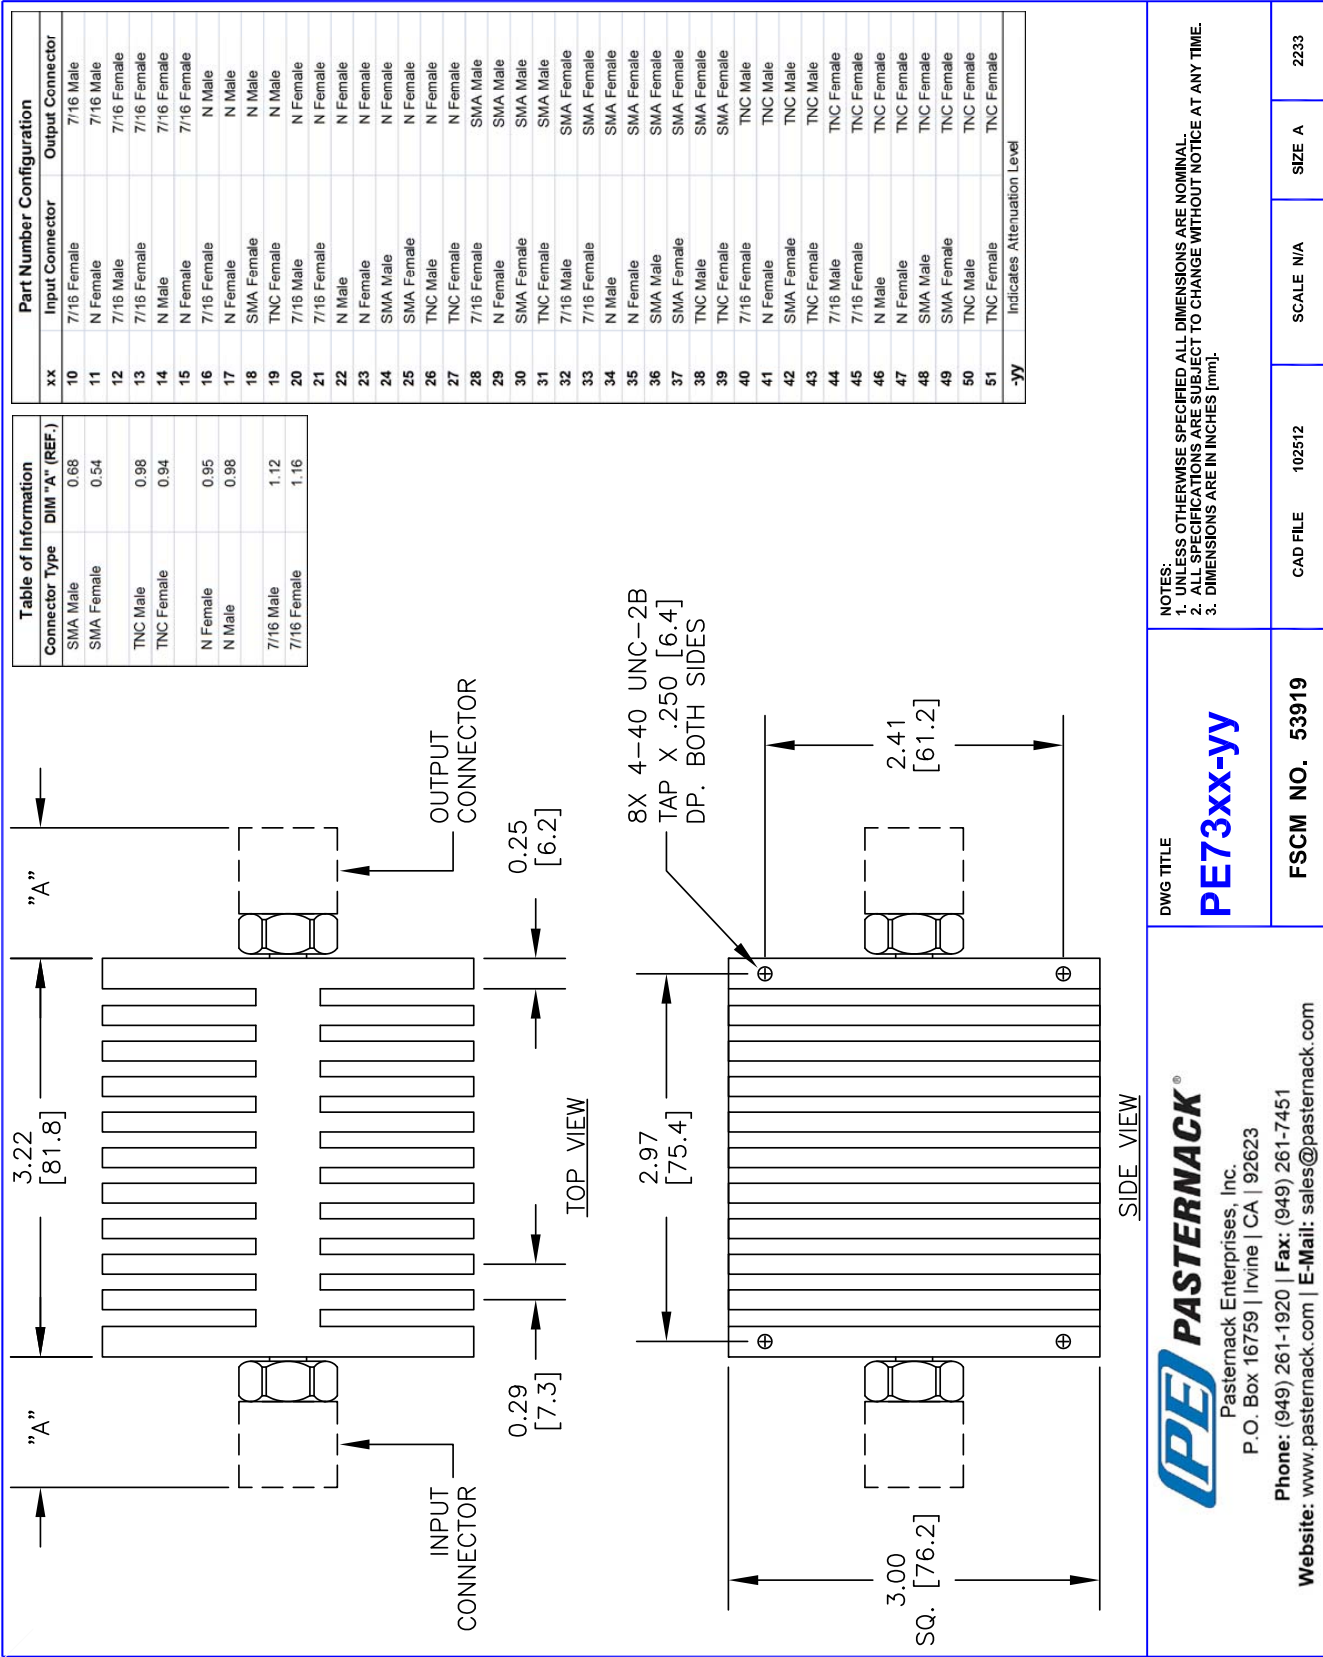 "A"
3.22
[81.8]
"A"
INPUT
CONNECTOR
OUTPUT
CONNECTOR
0.29
[7.3]
0.25
[6.2]
TOP VIEW
2.97
[75.4]
8X 4-40 UNC-2B
TAP X .250 [6.4]
DP. BOTH SIDES
3.00
SQ. [76.2]
2.41
[61.2]
SIDE VIEW
Table of Information
Connector Type DIM "A" (REF.)
SMA Male 0.68
SMA Female 0.54
TNC Male 0.98
TNC Female 0.94
N Female 0.95
N Male 0.98
7/16 Male 1.12
7/16 Female 1.16
Part Number Configuration
xx Input Connector Output Connector
10 7/16 Female 7/16 Male
11 N Female 7/16 Male
12 7/16 Male 7/16 Female
13 7/16 Female 7/16 Female
14 N Male 7/16 Female
15 N Female 7/16 Female
16 7/16 Female N Male
17 N Female N Male
18 SMA Female N Male
19 TNC Female N Male
20 7/16 Male N Female
21 7/16 Female N Female
22 N Male N Female
23 N Female N Female
24 SMA Male N Female
25 SMA Female N Female
26 TNC Male N Female
27 TNC Female N Female
28 7/16 Female SMA Male
29 N Female SMA Male
30 SMA Female SMA Male
31 TNC Female SMA Male
32 7/16 Male SMA Female
33 7/16 Female SMA Female
34 N Male SMA Female
35 N Female SMA Female
36 SMA Male SMA Female
37 SMA Female SMA Female
38 TNC Male SMA Female
39 TNC Female SMA Female
40 7/16 Female TNC Male
41 N Female TNC Male
42 SMA Female TNC Male
43 TNC Female TNC Male
44 7/16 Male TNC Female
45 7/16 Female TNC Female
46 N Male TNC Female
47 N Female TNC Female
48 SMA Male TNC Female
49 SMA Female TNC Female
50 TNC Male TNC Female
51 TNC Female TNC Female
-yy Indicates Attenuation Level
PE PASTERNACK®
Pasternack Enterprises, Inc.
P.O. Box 16759 | Irvine | CA | 92623
Phone: (949) 261-1920 | Fax: (949) 261-7451
Website: www.pasternack.com | E-Mail: sales@pasternack.com
DWG TITLE
PE73xx-yy
FSCM NO. 53919
NOTES:
1. UNLESS OTHERWISE SPECIFIED ALL DIMENSIONS ARE NOMINAL.
2. ALL SPECIFICATIONS ARE SUBJECT TO CHANGE WITHOUT NOTICE AT ANY TIME.
3. DIMENSIONS ARE IN INCHES [mm].
CAD FILE 102512 SCALE N/A SIZE A 2233